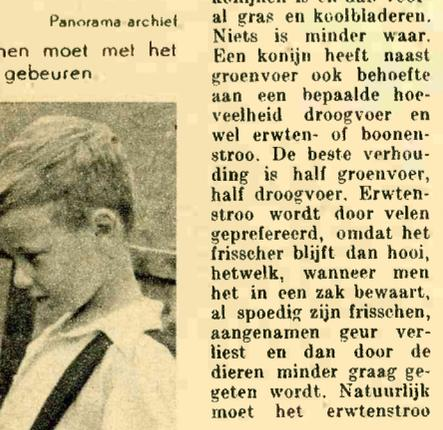 Panorama archief
moet met het
gebeuren
al gras en koolbladeren.
Niets is minder waar.
Een konijn heeft naast
groenvoer ook behoefte
aan een bepaalde hoe-
veelheid droogvoer en
wel erwten- of boonen-
stroo. De beste verhou-
ding is half groenvoer,
half droogvoer. Erwten-
stroo wordt door velen
geprefereerd, omdat het
frisscher blijft dan hooi,
hetwelk, wanneer men
het in een zak bewaart,
al spoedig zijn frisschen,
aangenamen geur ver-
liest en dan door de
dieren minder graag ge-
geten wordt. Natuurlijk
moet het erwtenstroo